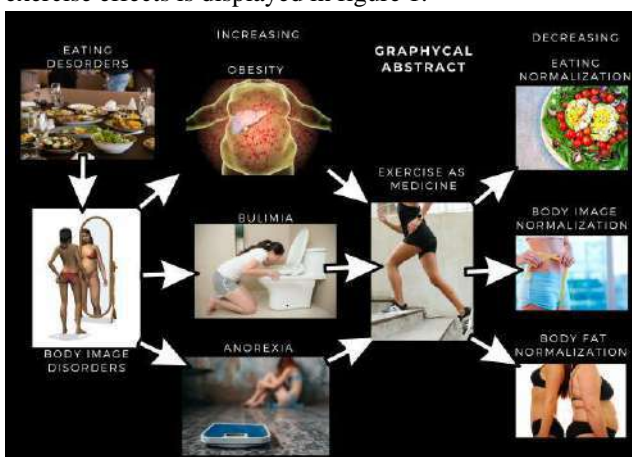 exercise effects is displayed in figure 1.
EATING
DESORDERS
INCREASING
OBESITY
GRAPHYCAL
ABSTRACT
DECREASING
EATING
NORMALIZATION
EXERCISE AS
MEDICINE
BULIMIA
BODY IMAGE
NORMALIZATION
BODY IMAGE
DISORDERS
ANOREXIA
BODY FAT
NORMALIZATION